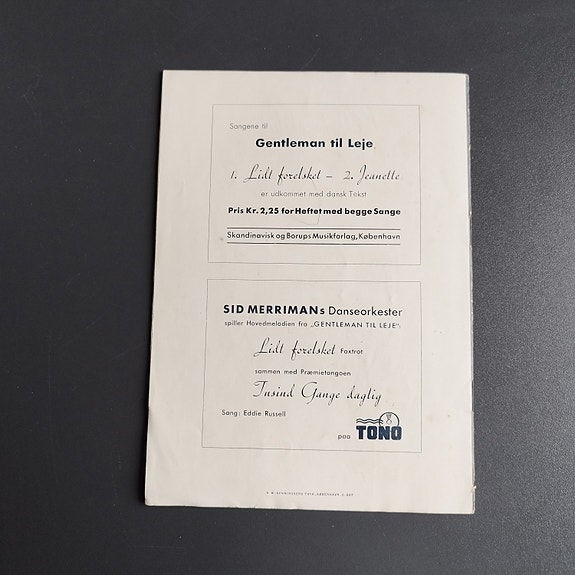 Sangene til
Gentleman til Leje
1. Lidt forelsket – 2. Jeanette
er udkommet med dansk Tekst
Pris Kr. 2,25 for Heftet med begge Sange
Skandinavisk og Borups Musikforlag, København
SID MERRIMANs Danseorkester
spiller Hovedmelodien fra „GENTLEMAN TIL LEJE“:
Lidt forelsket Foxtrot
sammen med Præmietangoen
Tusind Gange daglig
Sang: Eddie Russell
paa TONO